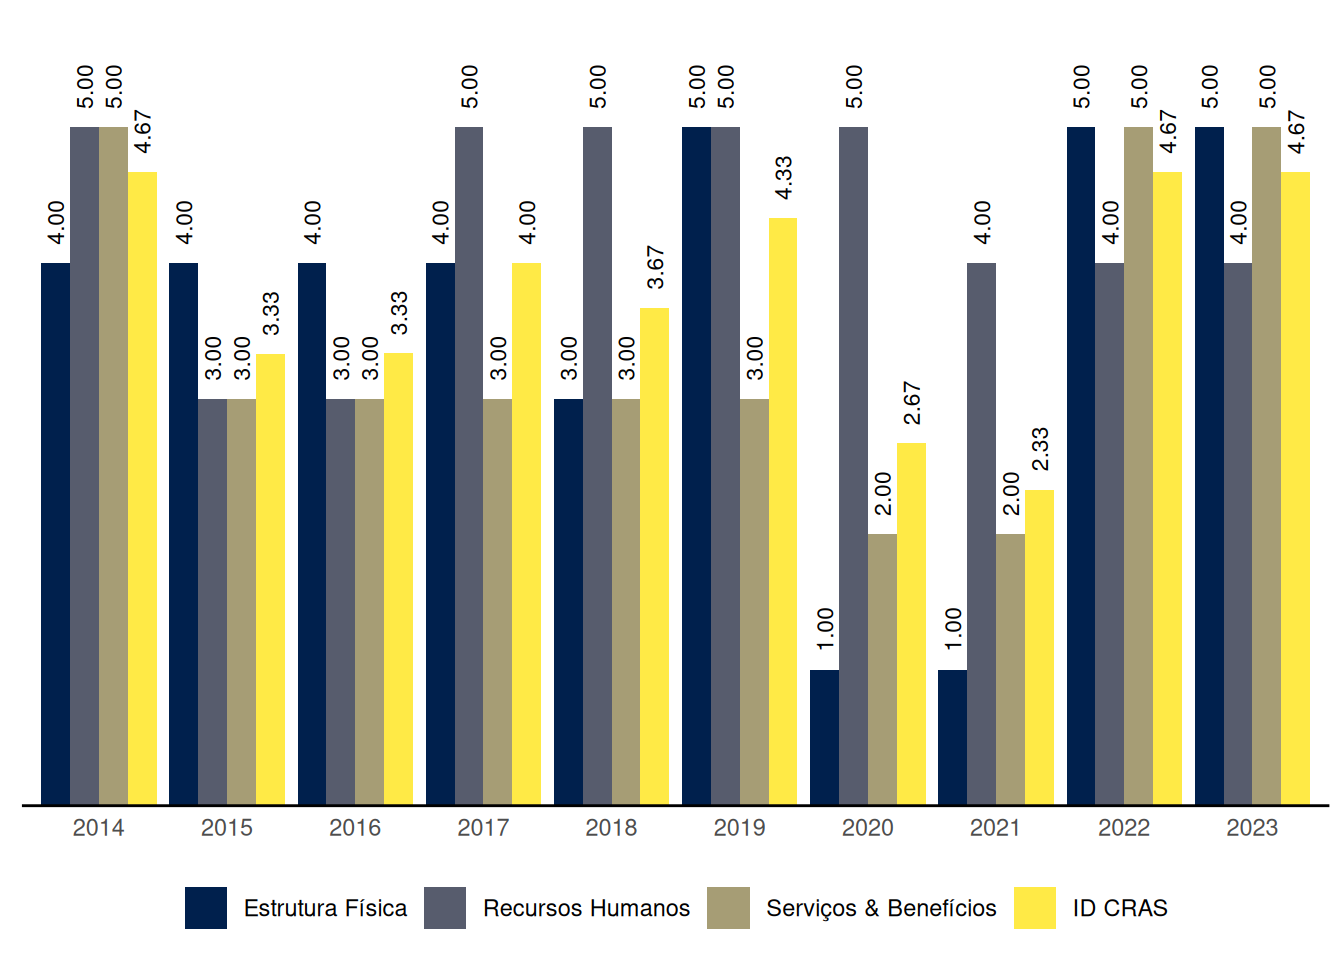 5.00 5.00 5.00 5.00 5.00 5.00 5.00 5.00 5.00 5.00 5.00
4.67 4.67 4.67
4.33
4.00 4.00 4.00 4.00 4.00 4.00 4.00 4.00
3.67
3.33 3.33
3.00 3.00 3.00 3.00 3.00 3.00 3.00 3.00
2.67
2.33
2.00 2.00
1.00 1.00
2014 2015 2016 2017 2018 2019 2020 2021 2022 2023
Estrutura Física Recursos Humanos Serviços & Benefícios ID CRAS